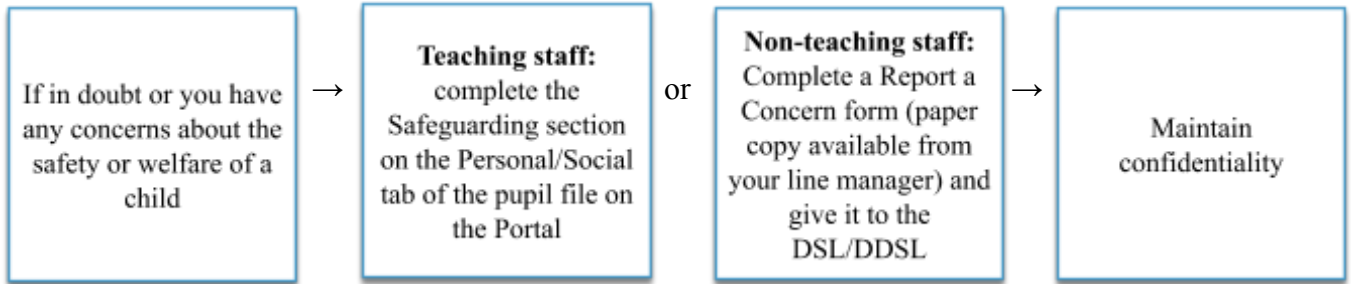 If in doubt or you have
any concerns about the
safety or welfare of a
child
→
Teaching staff:
complete the
Safeguarding section
on the Personal/Social
tab of the pupil file on
the Portal
or
Non-teaching staff:
Complete a Report a
Concern form (paper
copy available from
your line manager) and
give it to the
DSL/DDSL
→
Maintain
confidentiality